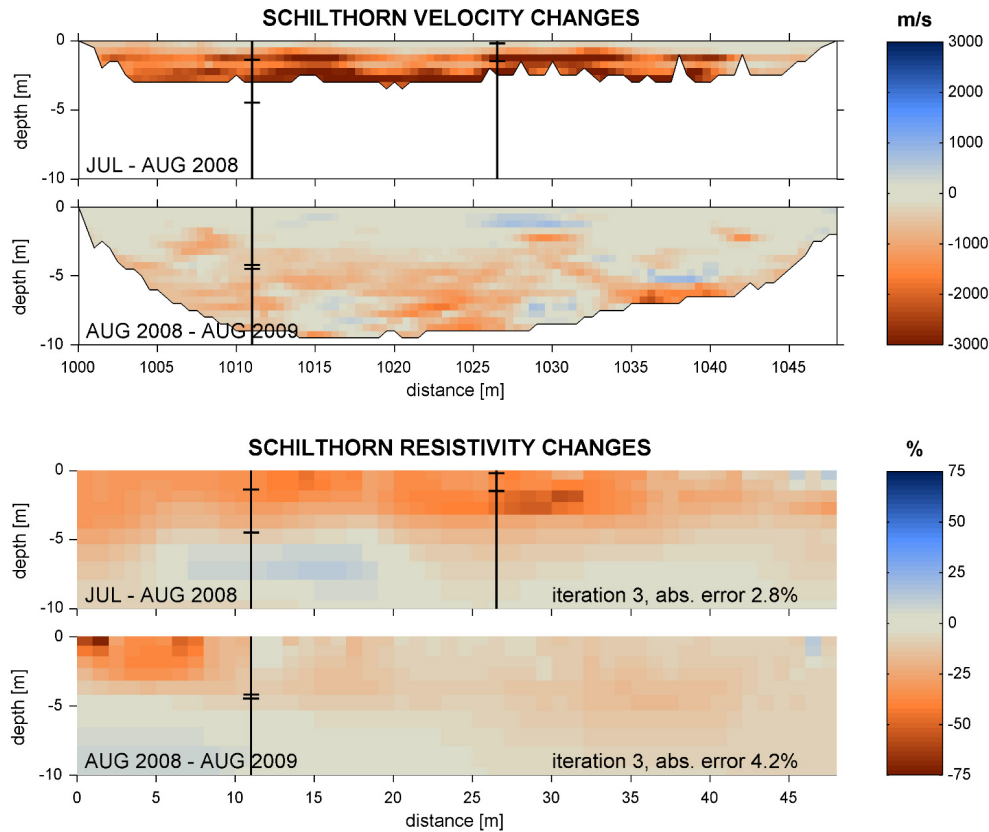 SCHILTHORN VELOCITY CHANGES
m/s
0
-5
-10
depth [m]
JUL - AUG 2008
3000
2000
1000
0
-1000
-2000
-3000
0
-5
-10
depth [m]
AUG 2008 - AUG 2009
1000 1005 1010 1015 1020 1025 1030 1035 1040 1045
distance [m]
SCHILTHORN RESISTIVITY CHANGES
%
0
-5
-10
depth [m]
JUL - AUG 2008
iteration 3, abs. error 2.8%
75
50
25
0
-25
-50
-75
0
-5
-10
depth [m]
AUG 2008 - AUG 2009
iteration 3, abs. error 4.2%
0 5 10 15 20 25 30 35 40 45
distance [m]